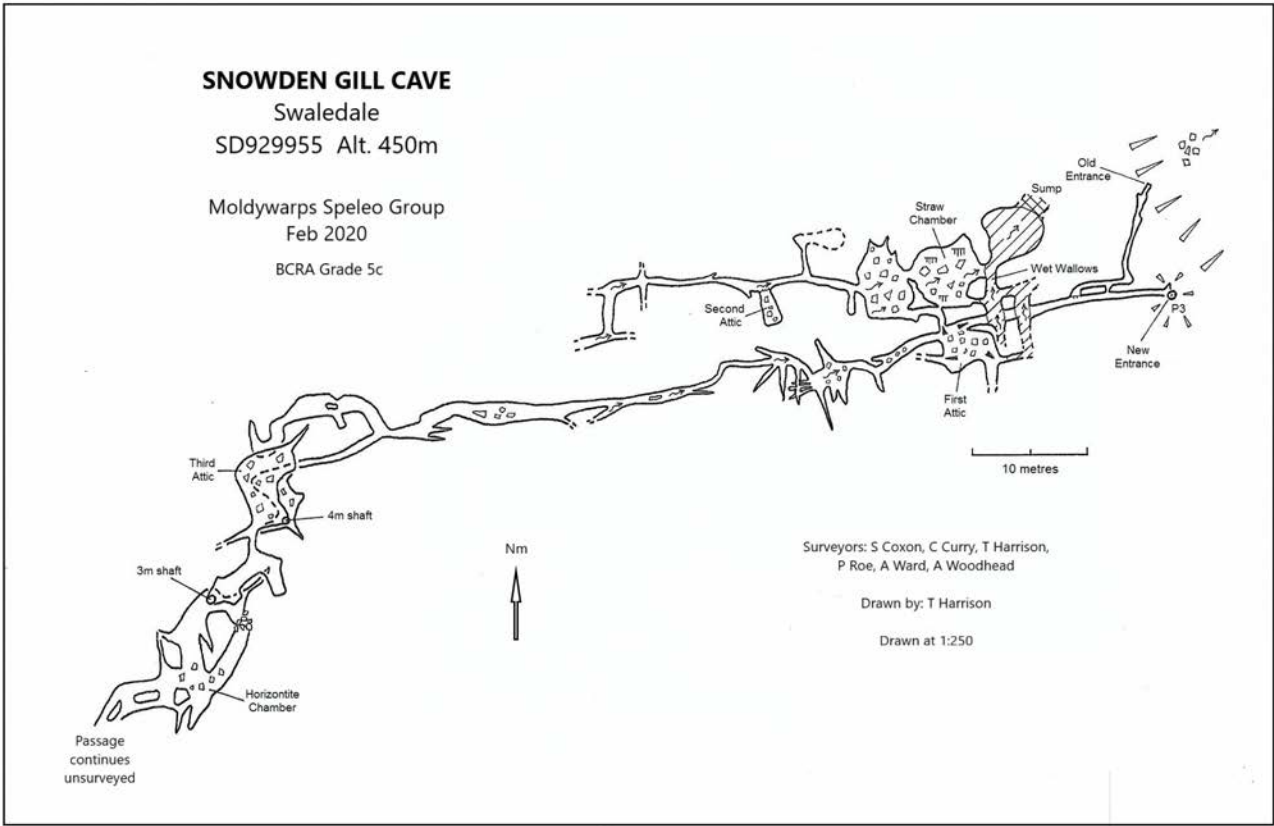 SNOWDEN GILL CAVE
Swaledale
SD929955 Alt. 450m
Moldywarps Speleo Group
Feb 2020
BCRA Grade 5c
Old
Entrance
Sump
Straw
Chamber
Wet Wallows
Second
Attic
P3
New
Entrance
First
Attic
10 metres
Third
Attic
4m shaft
Nm
3m shaft
Surveyors: S Coxon, C Curry, T Harrison,
P Roe, A Ward, A Woodhead
Drawn by: T Harrison
Drawn at 1:250
Horizontite
Chamber
Passage
continues
unsurveyed